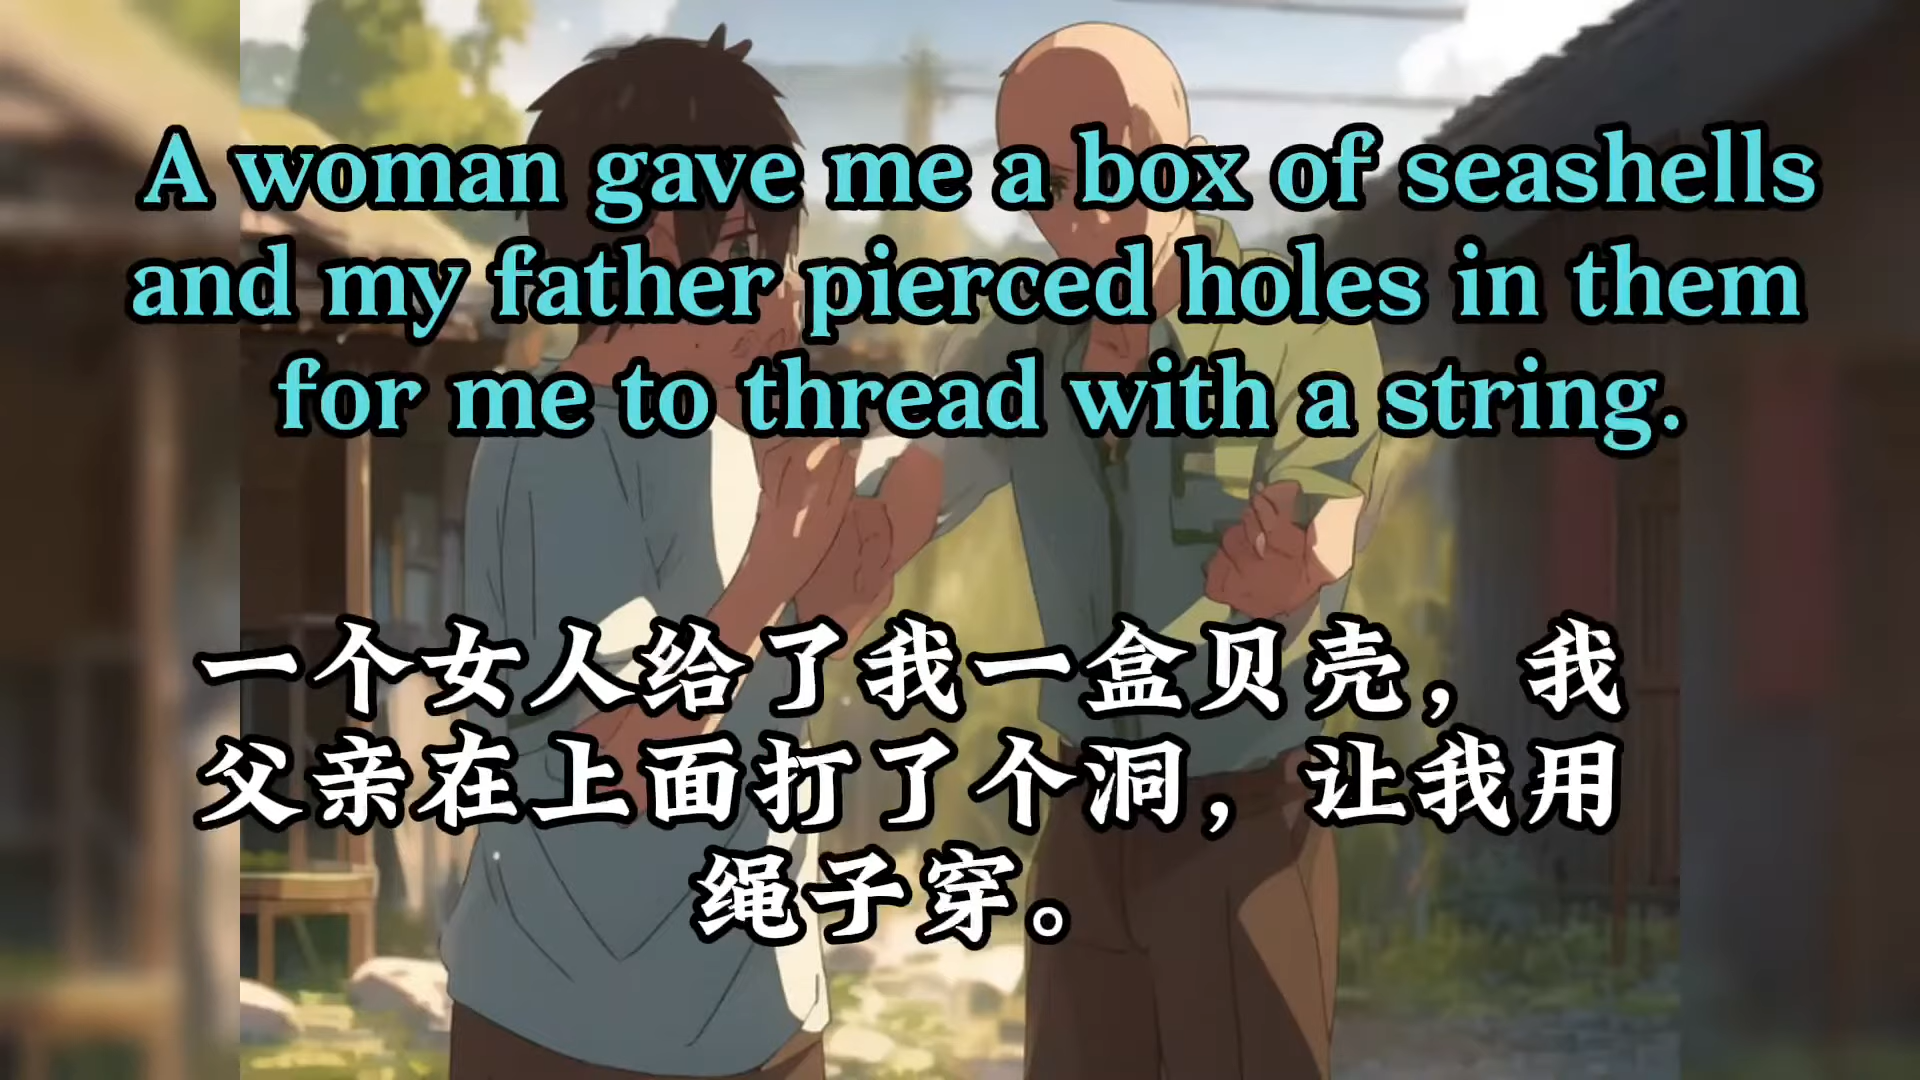 A woman gave me a box of seashells
and my father pierced holes in them
for me to thread with a string.
一个女人给了我一盒贝壳，我
父亲在上面打了个洞，让我用
绳子穿。